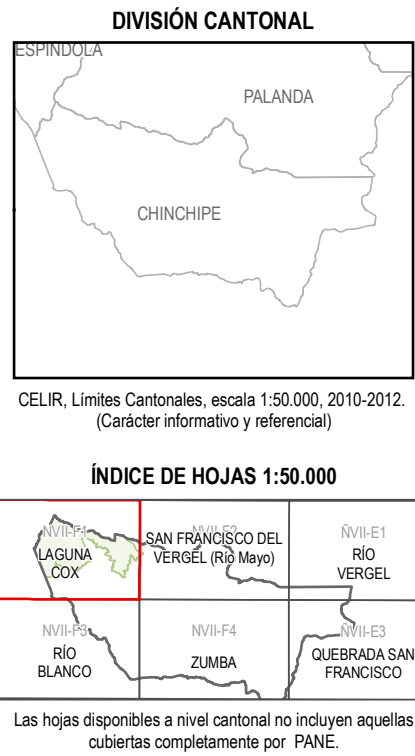 DIVISIÓN CANTONAL
ESPÍNDOLA
PALANDA
CHINCHIPE
CELIR, Límites Cantonales, escala 1:50.000, 2010-2012.
(Carácter informativo y referencial)
ÍNDICE DE HOJAS 1:50.000
NVII-F1
LAGUNA
COX
NVII-F2
SAN FRANCISCO DEL
VERGEL (Río Mayo)
ÑVII-E1
RÍO
VERGEL
NVII-F3
RÍO
BLANCO
NVII-F4
ZUMBA
ÑVII-E3
QUEBRADA SAN
FRANCISCO
Las hojas disponibles a nivel cantonal no incluyen aquellas
cubiertas completamente por PANE.